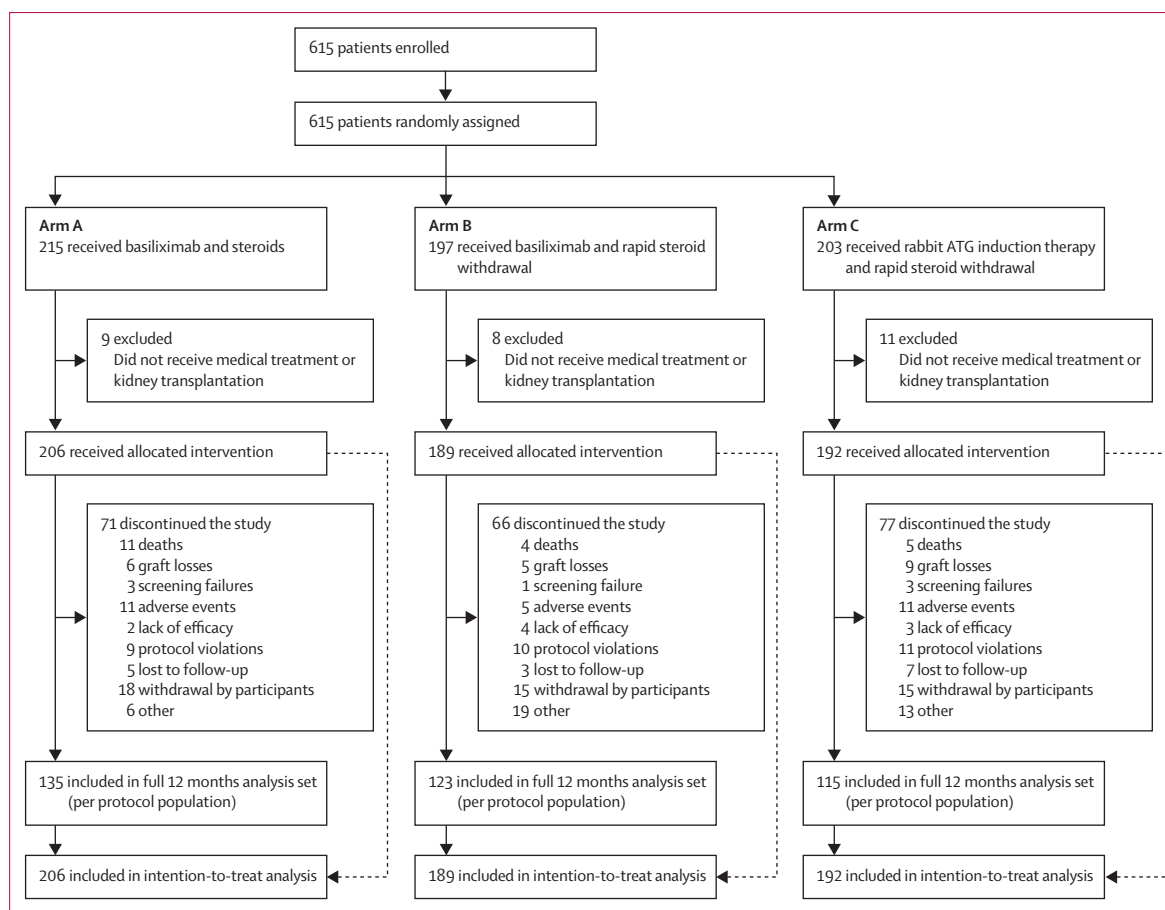 615 patients enrolled
615 patients randomly assigned
Arm A
215 received basiliximab and steroids
Arm B
197 received basiliximab and rapid steroid
withdrawal
Arm C
203 received rabbit ATG induction therapy
and rapid steroid withdrawal
9 excluded
Did not receive medical treatment or
kidney transplantation
8 excluded
Did not receive medical treatment or
kidney transplantation
11 excluded
Did not receive medical treatment or
kidney transplantation
206 received allocated intervention
189 received allocated intervention
192 received allocated intervention
71 discontinued the study
11 deaths
6 graft losses
3 screening failures
11 adverse events
2 lack of efficacy
9 protocol violations
5 lost to follow-up
18 withdrawal by participants
6 other
66 discontinued the study
4 deaths
5 graft losses
1 screening failure
5 adverse events
4 lack of efficacy
10 protocol violations
3 lost to follow-up
15 withdrawal by participants
19 other
77 discontinued the study
5 deaths
9 graft losses
3 screening failures
11 adverse events
3 lack of efficacy
11 protocol violations
7 lost to follow-up
15 withdrawal by participants
13 other
135 included in full 12 months analysis set
(per protocol population)
123 included in full 12 months analysis set
(per protocol population)
115 included in full 12 months analysis set
(per protocol population)
206 included in intention-to-treat analysis
189 included in intention-to-treat analysis
192 included in intention-to-treat analysis